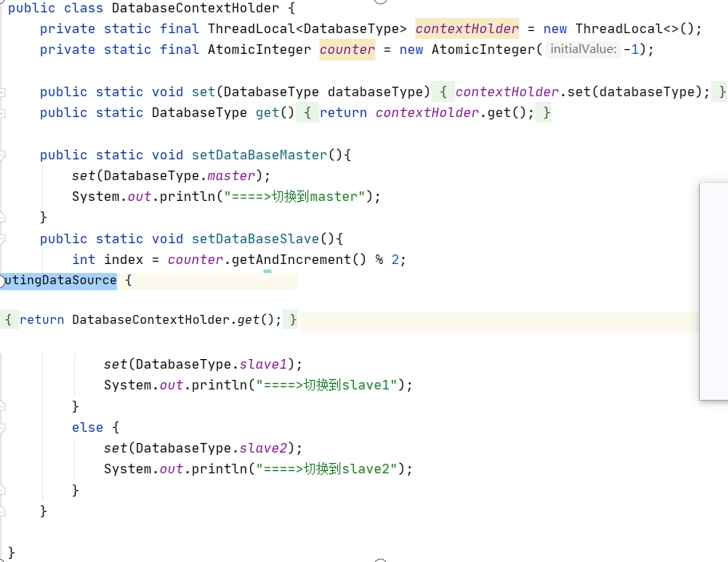 public class DatabaseContextHolder {
private static final ThreadLocal<DatabaseType> contextHolder = new ThreadLocal<>();
private static final AtomicInteger counter = new AtomicInteger( initialValue: -1);
public static void set(DatabaseType databaseType) { contextHolder.set(databaseType); }
public static DatabaseType get() { return contextHolder.get(); }
public static void setDataBaseMaster(){
set(DatabaseType.master);
System.out.println("====>切换到master");
}
public static void setDataBaseSlave(){
int index = counter.getAndIncrement() % 2;
utingDataSource {
{ return DatabaseContextHolder.get(); }
set(DatabaseType.slave1);
System.out.println("====>切换到slave1");
}
else {
set(DatabaseType.slave2);
System.out.println("====>切换到slave2");
}
}
}